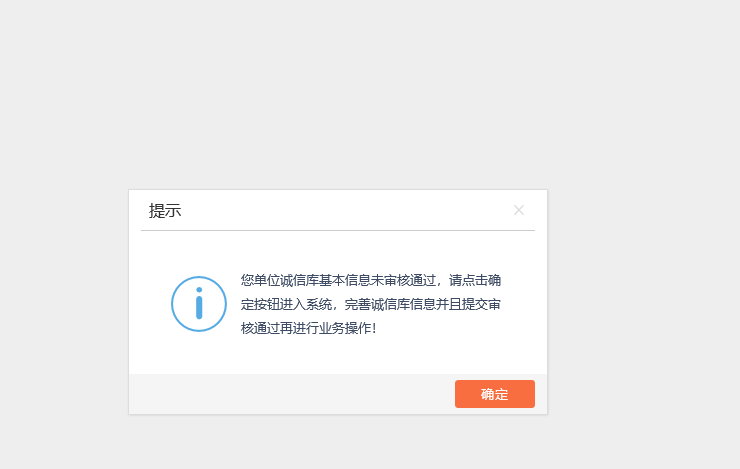 提示
您单位诚信库基本信息未审核通过，请点击确
定按钮进入系统，完善诚信库信息并且提交审
核通过再进行业务操作！
确定